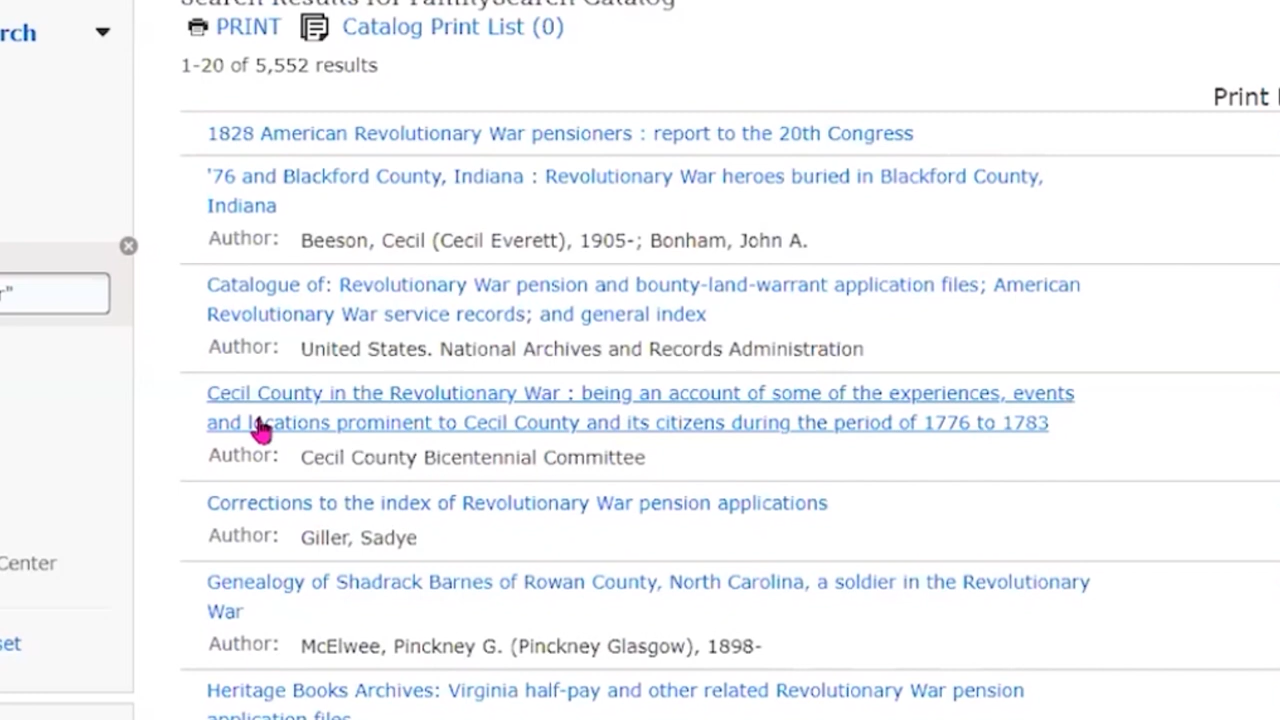 Search Results for FamilySearch Catalog
rch
PRINT Catalog Print List (0)
1-20 of 5,552 results
Print
1828 American Revolutionary War pensioners : report to the 20th Congress
'76 and Blackford County, Indiana : Revolutionary War heroes buried in Blackford County,
Indiana
Author: Beeson, Cecil (Cecil Everett), 1905-; Bonham, John A.
r"
Catalogue of: Revolutionary War pension and bounty-land-warrant application files; American
Revolutionary War service records; and general index
Author: United States. National Archives and Records Administration
Cecil County in the Revolutionary War : being an account of some of the experiences, events
and locations prominent to Cecil County and its citizens during the period of 1776 to 1783
Author: Cecil County Bicentennial Committee
Corrections to the index of Revolutionary War pension applications
Author: Giller, Sadye
Center
Genealogy of Shadrack Barnes of Rowan County, North Carolina, a soldier in the Revolutionary
War
Author: McElwee, Pinckney G. (Pinckney Glasgow), 1898-
set
Heritage Books Archives: Virginia half-pay and other related Revolutionary War pension
application files